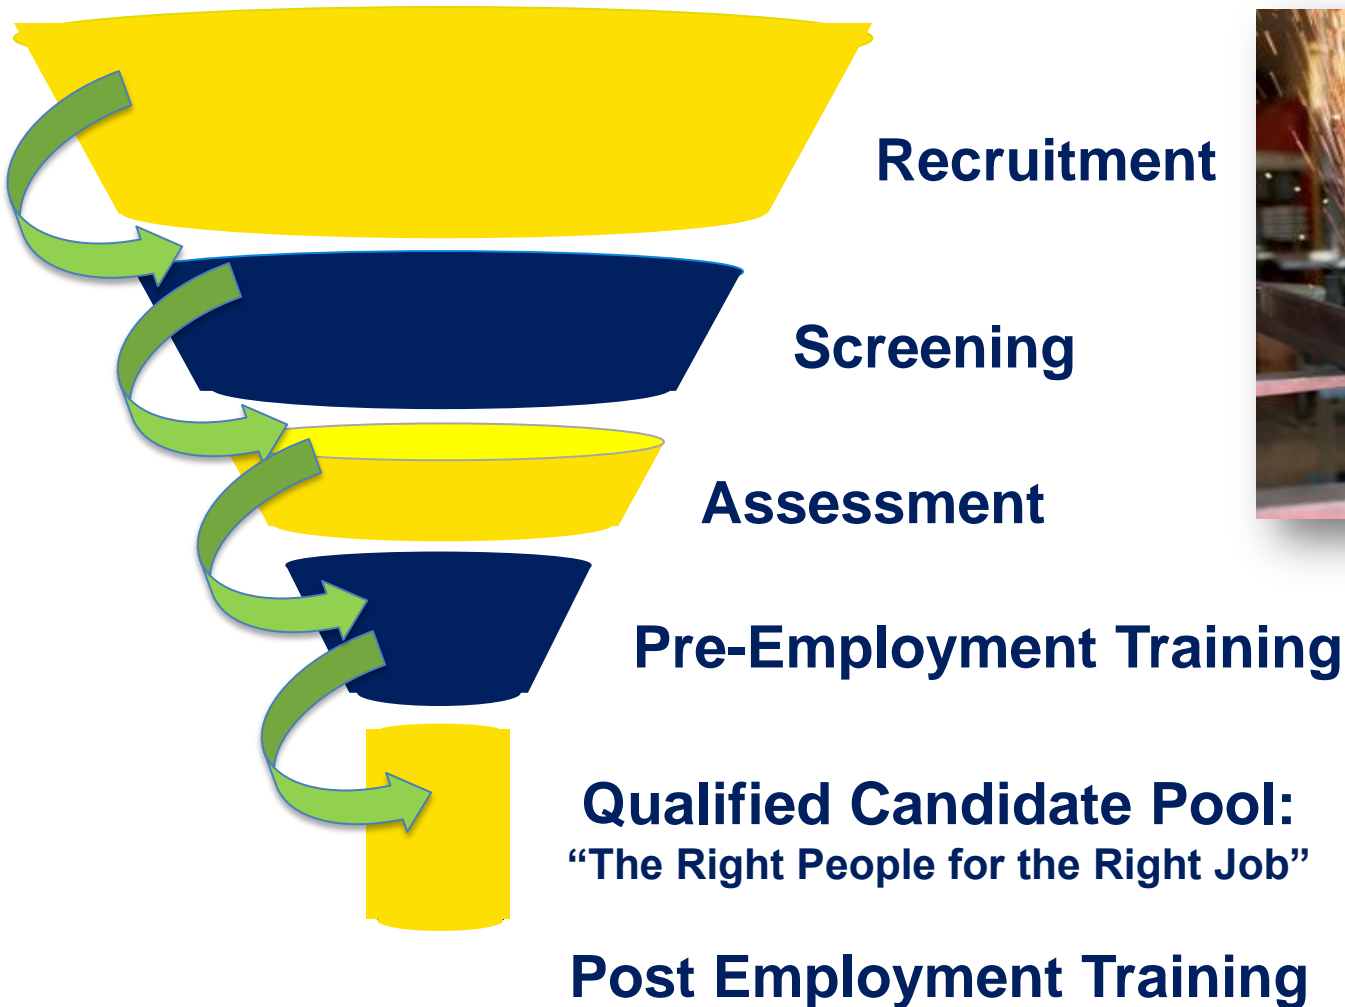 Recruitment
Screening
Assessment
Pre-Employment Training
Qualified Candidate Pool:
“The Right People for the Right Job”
Post Employment Training